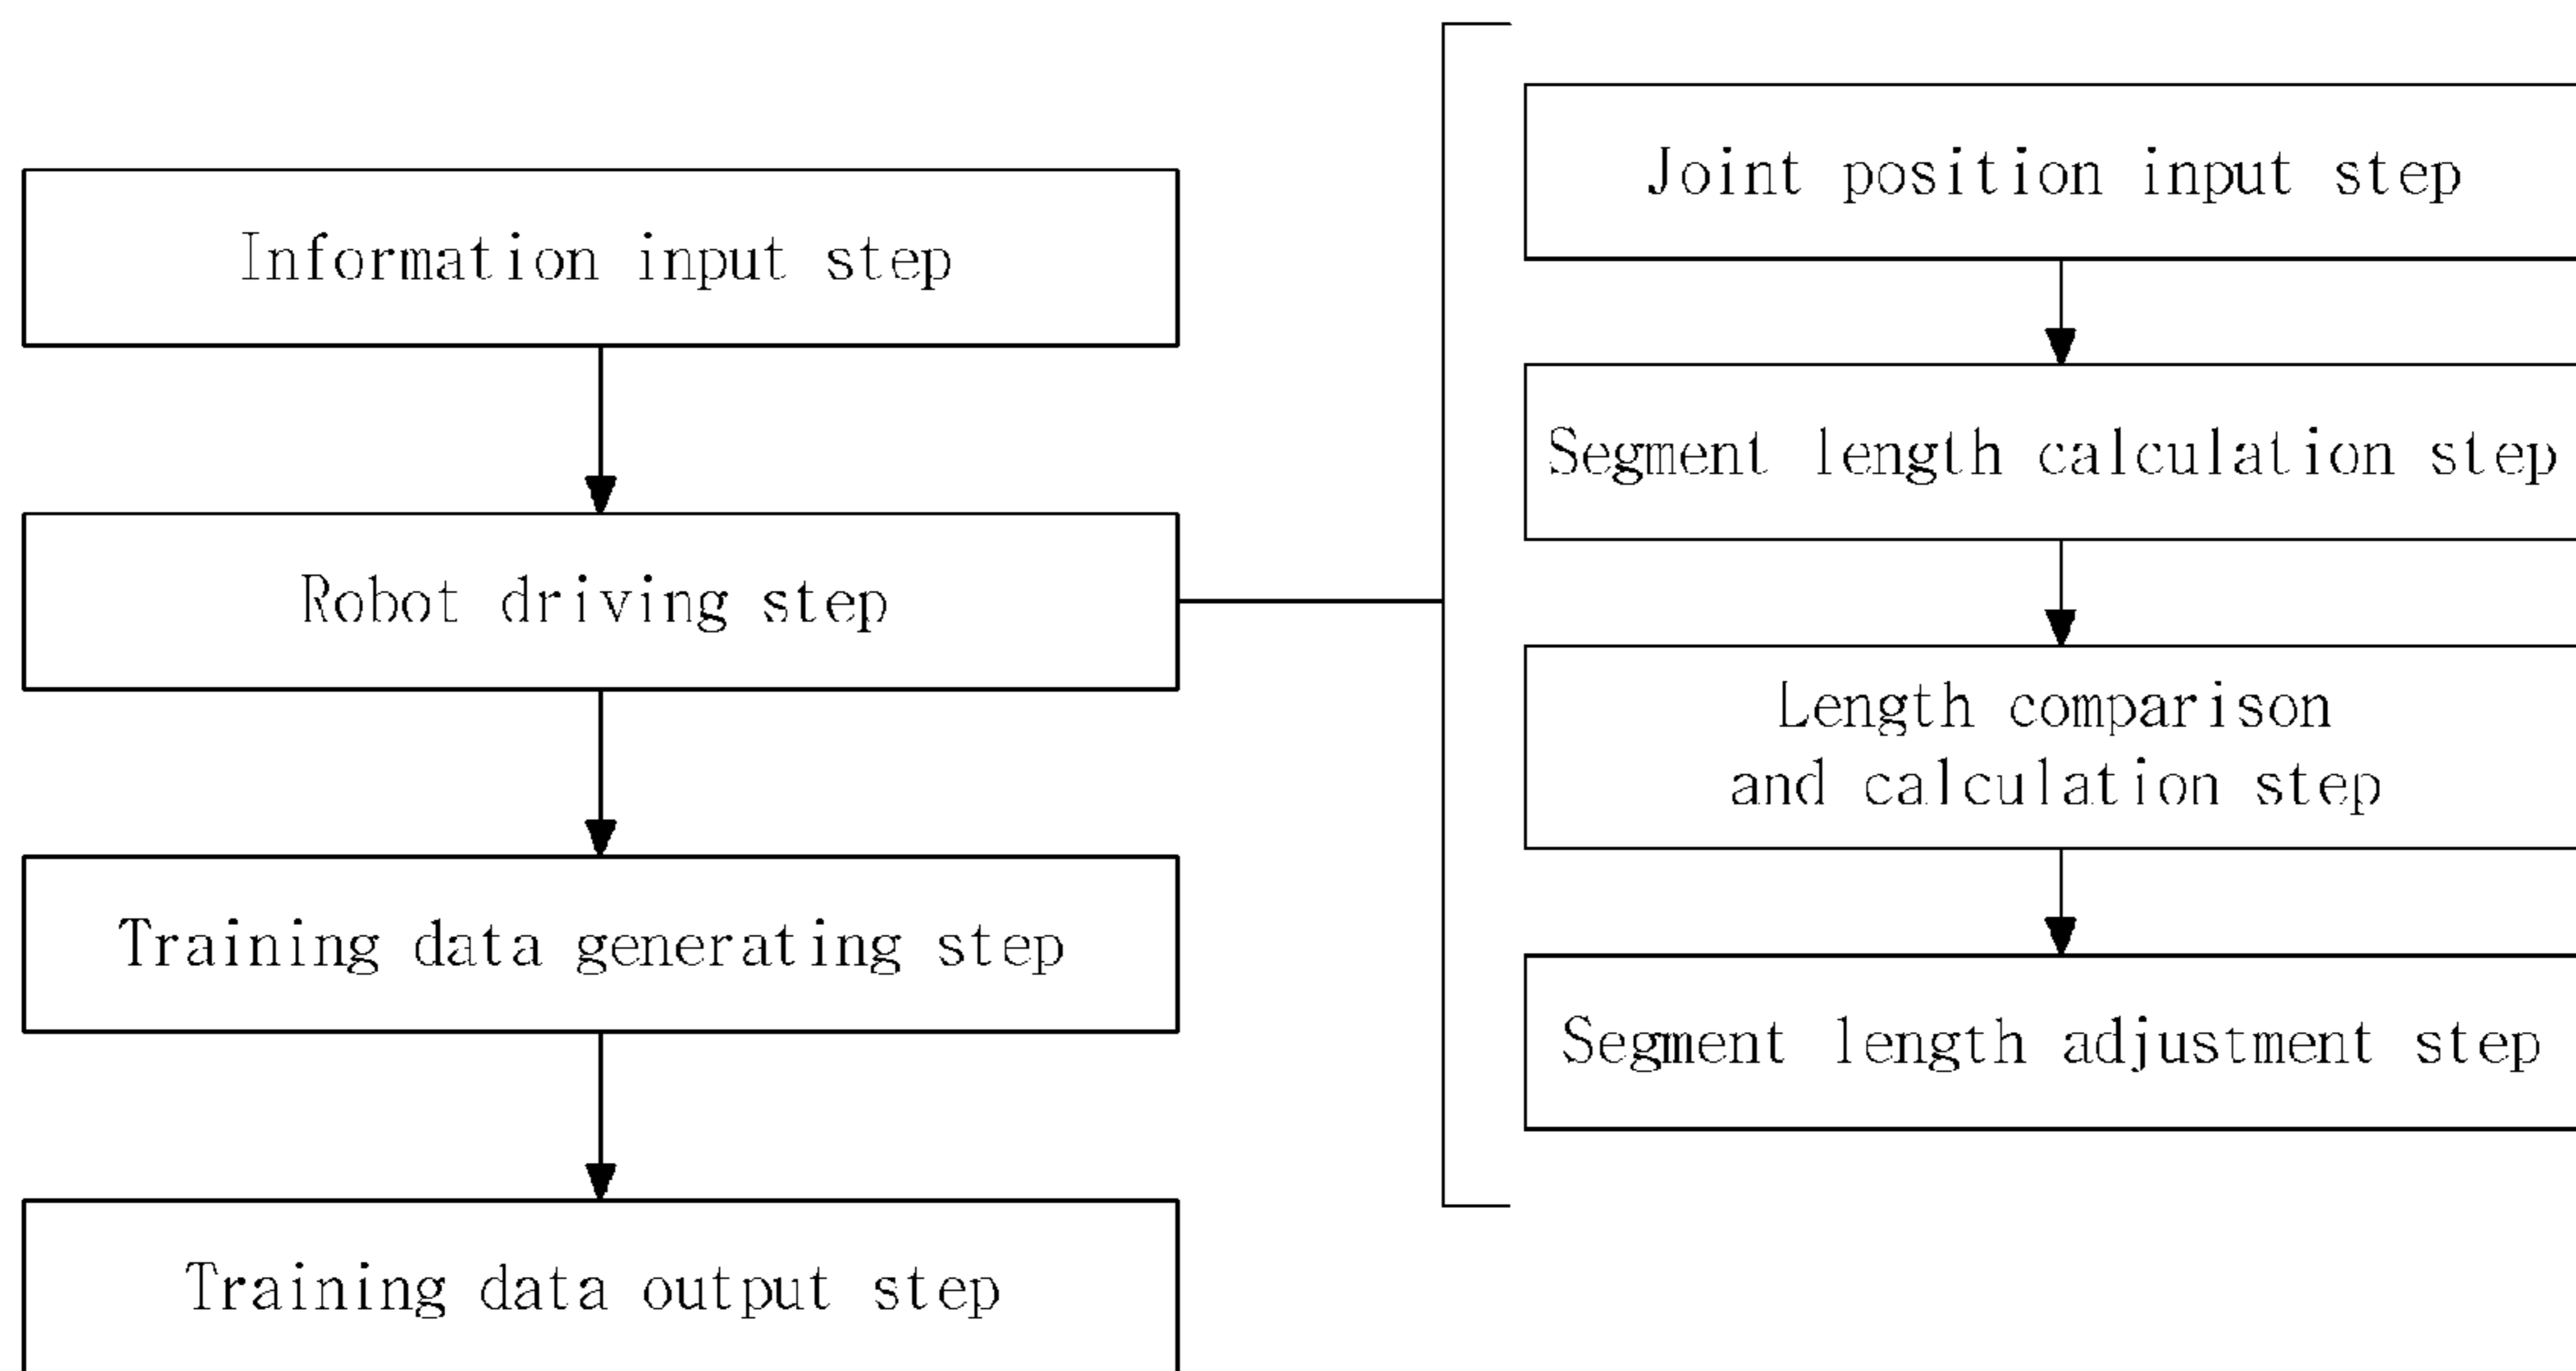 Information input step
Robot driving step
Training data generating step
Training data output step
Joint position input step
Segment length calculation step
Length comparison
and calculation step
Segment length adjustment step